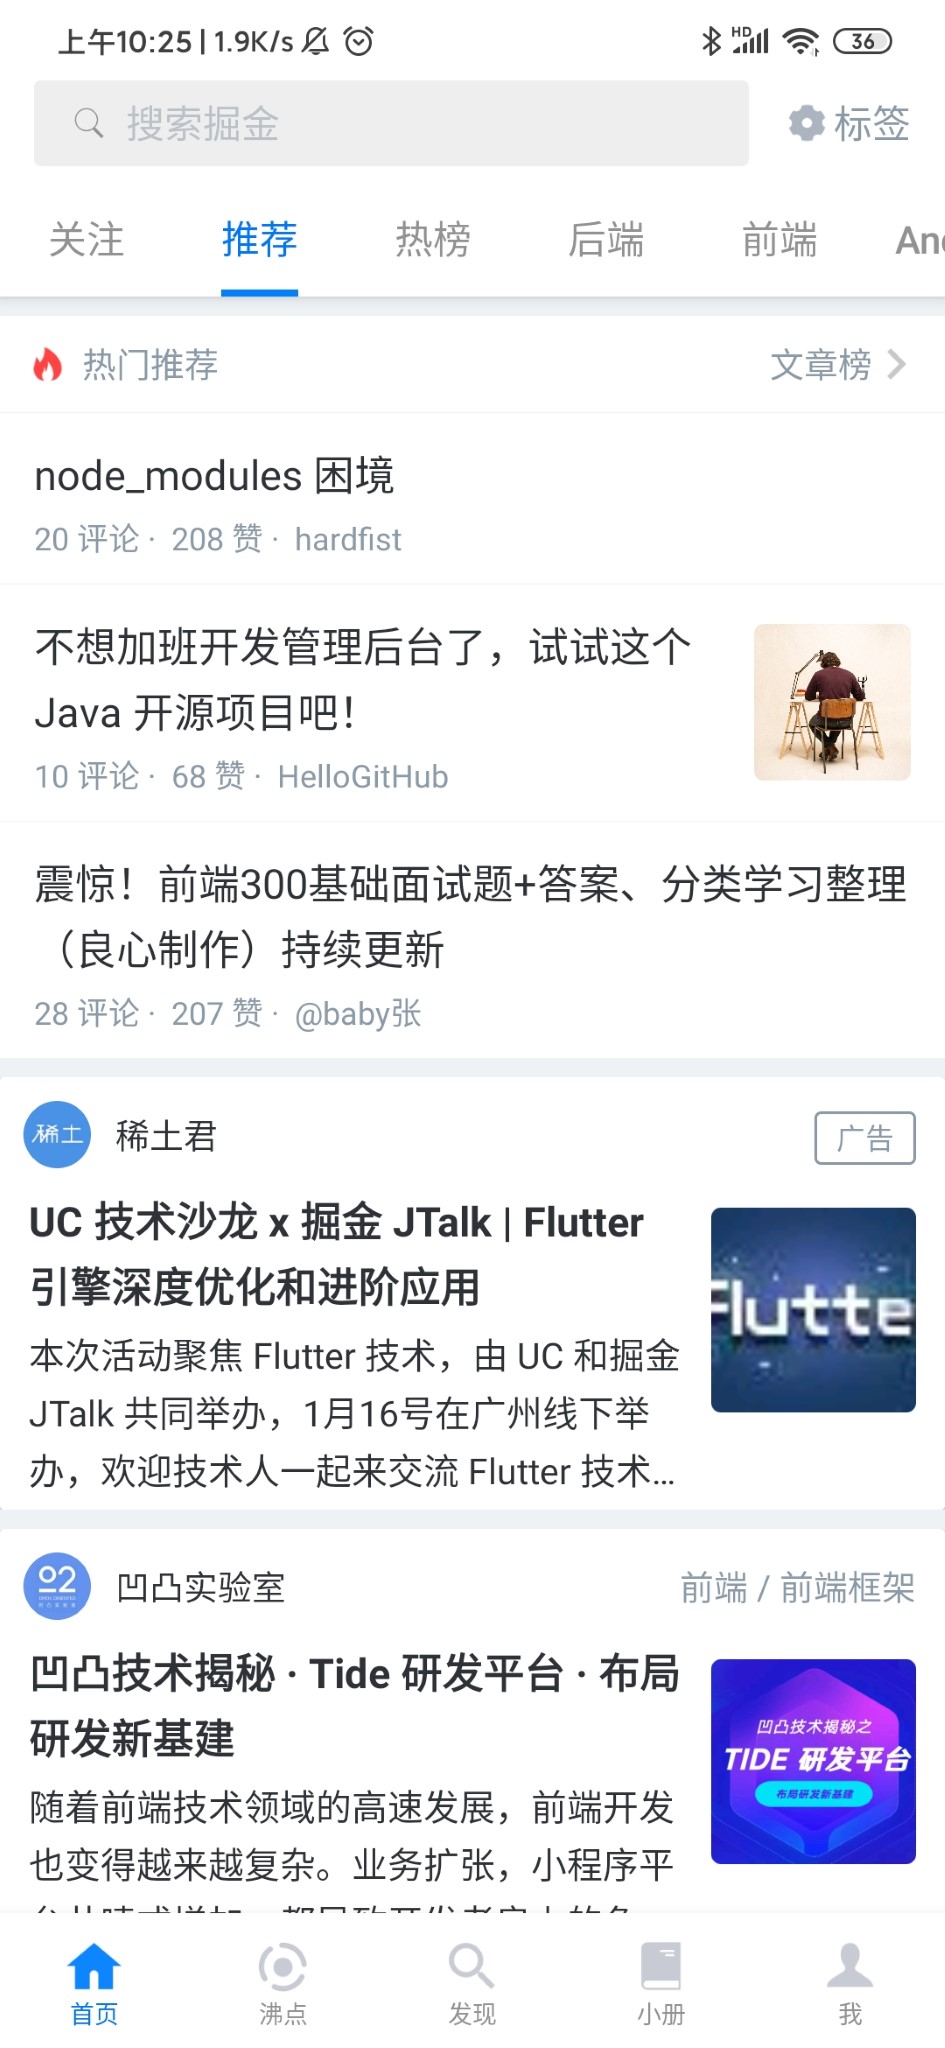 上午10:25 | 1.9K/s HD 36
搜索掘金 标签
关注 推荐 热榜 后端 前端 And
热门推荐 文章榜
node_modules 困境
20 评论 · 208 赞 · hardfist
不想加班开发管理后台了，试试这个
Java 开源项目吧！
10 评论 · 68 赞 · HelloGitHub
震惊！前端300基础面试题+答案、分类学习整理
（良心制作）持续更新
28 评论 · 207 赞 · @baby张
稀土 稀土君 广告
UC 技术沙龙 x 掘金 JTalk | Flutter
引擎深度优化和进阶应用
Flutte
本次活动聚焦 Flutter 技术，由 UC 和掘金
JTalk 共同举办，1月16号在广州线下举
办，欢迎技术人一起来交流 Flutter 技术...
凹凸实验室 前端 / 前端框架
凹凸技术揭秘 · Tide 研发平台 · 布局
研发新基建
凹凸技术揭秘之
TIDE 研发平台
布局研发新基建
随着前端技术领域的高速发展，前端开发
也变得越来越复杂。业务扩张，小程序平
首页 沸点 发现 小册 我